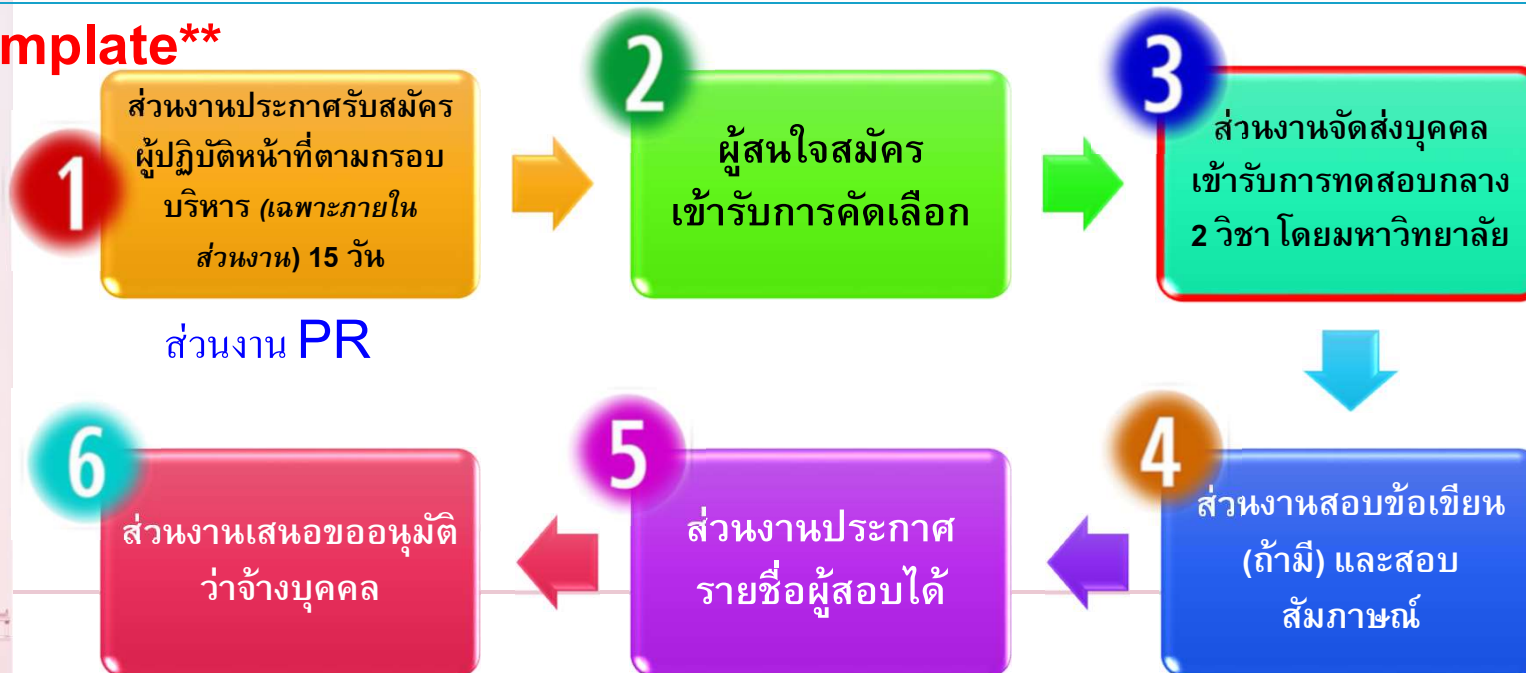 mplate**
1
ส่วนงานประกาศรับสมัคร
ผู้ปฏิบัติหน้าที่ตามกรอบ
บริหาร (เฉพาะภายใน
ส่วนงาน) 15 วัน
ส่วนงาน PR
2
ผู้สนใจสมัคร
เข้ารับการคัดเลือก
3
ส่วนงานจัดส่งบุคคล
เข้ารับการทดสอบกลาง
2 วิชา โดยมหาวิทยาลัย
4
ส่วนงานสอบข้อเขียน
(ถ้ามี) และสอบ
สัมภาษณ์
5
ส่วนงานประกาศ
รายชื่อผู้สอบได้
6
ส่วนงานเสนอขออนุมัติ
ว่าจ้างบุคคล